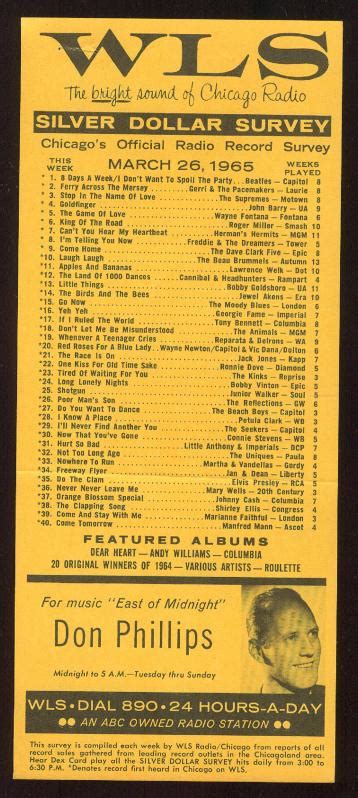 WLS
The bright sound of Chicago Radio
SILVER DOLLAR SURVEY
Chicago's Official Radio Record Survey
THIS WEEK MARCH 26, 1965 WEEKS PLAYED
* 1. 8 Days A Week/I Don't Want To Spoil The Party...Beatles — Capitol 8
* 2. Ferry Across The Mersey Gerri & The Pacemakers — Laurie 8
* 3. Stop In The Name Of Love The Supremes — Motown 8
* 4. Goldfinger John Barry — UA 9
* 5. The Game Of Love Wayne Fontana — Fontana 6
* 6. King Of The Road Roger Miller — Smash 10
* 7. Can't You Hear My Heartbeat Herman's Hermits — MGM 11
* 8. I'm Telling You Now Freddie & The Dreamers — Tower 5
* 9. Come Home The Dave Clark Five — Epic 8
*10. Laugh Laugh The Beau Brummels — Autumn 13
*11. Apples And Bananas Lawrence Welk — Dot 10
*12. The Land Of 1000 Dances Cannibal & Headhunters — Rampart 4
*13. Little Things Bobby Goldsboro — UA 11
*14. The Birds And The Bees Jewel Akens — Era 10
*15. Go Now The Moody Blues — London 6
*16. Yeh Yeh Georgie Fame — Imperial 7
*17. If I Ruled The World Tony Bennett — Columbia 8
*18. Don't Let Me Be Misunderstood The Animals — MGM 7
*19. Whenever A Teenager Cries Reparata & Delrons — WA 9
*20. Red Roses For A Blue Lady Wayne Newton/Capitol & Vic Dana/Dolton 6
*21. The Race Is On Jack Jones — Kapp 7
*22. One Kiss For Old Time Sake Ronnie Dove — Diamond 5
*23. Tired Of Waiting For You The Kinks — Reprise 3
*24. Long Lonely Nights Bobby Vinton — Epic 5
25. Shotgun Junior Walker — Soul 5
*26. Poor Man's Son The Reflections — GW 6
*27. Do You Want To Dance The Beach Boys — Capitol 3
*28. I Know A Place Petula Clark — WB 3
*29. I'll Never Find Another You The Seekers — Capitol 4
*30. Now That You've Gone Connie Stevens — WB 5
*31. Hurt So Bad Little Anthony & Imperials — DCP 7
*32. Not Too Long Ago The Uniques — Paula 8
*33. Nowhere To Run Martha & Vandellas — Gordy 4
*34. Freeway Flyer Jan & Dean — Liberty 5
*35. Do The Clam Elvis Presley — RCA 5
*36. Never Never Leave Me Mary Wells — 20th Century 3
*37. Orange Blossom Special Johnny Cash — Columbia 7
*38. The Clapping Song Shirley Ellis — Congress 4
*39. Come And Stay With Me Marianne Faithful — London 3
*40. Come Tomorrow Manfred Mann — Ascot 4
FEATURED ALBUMS
DEAR HEART — ANDY WILLIAMS — COLUMBIA
20 ORIGINAL WINNERS OF 1964 — VARIOUS ARTISTS — ROULETTE
For music "East of Midnight"
Don Phillips
Midnight to 5 A.M.—Tuesday thru Sunday
WLS • DIAL 890 • 24 HOURS-A-DAY
AN ABC OWNED RADIO STATION
This survey is compiled each week by WLS Radio/Chicago from reports of all
record sales gathered from leading record outlets in the Chicagoland area.
Hear Dex Card play all the SILVER DOLLAR SURVEY hits daily from 3:00 to
6:30 P.M. *Denotes record first heard in Chicago on WLS.